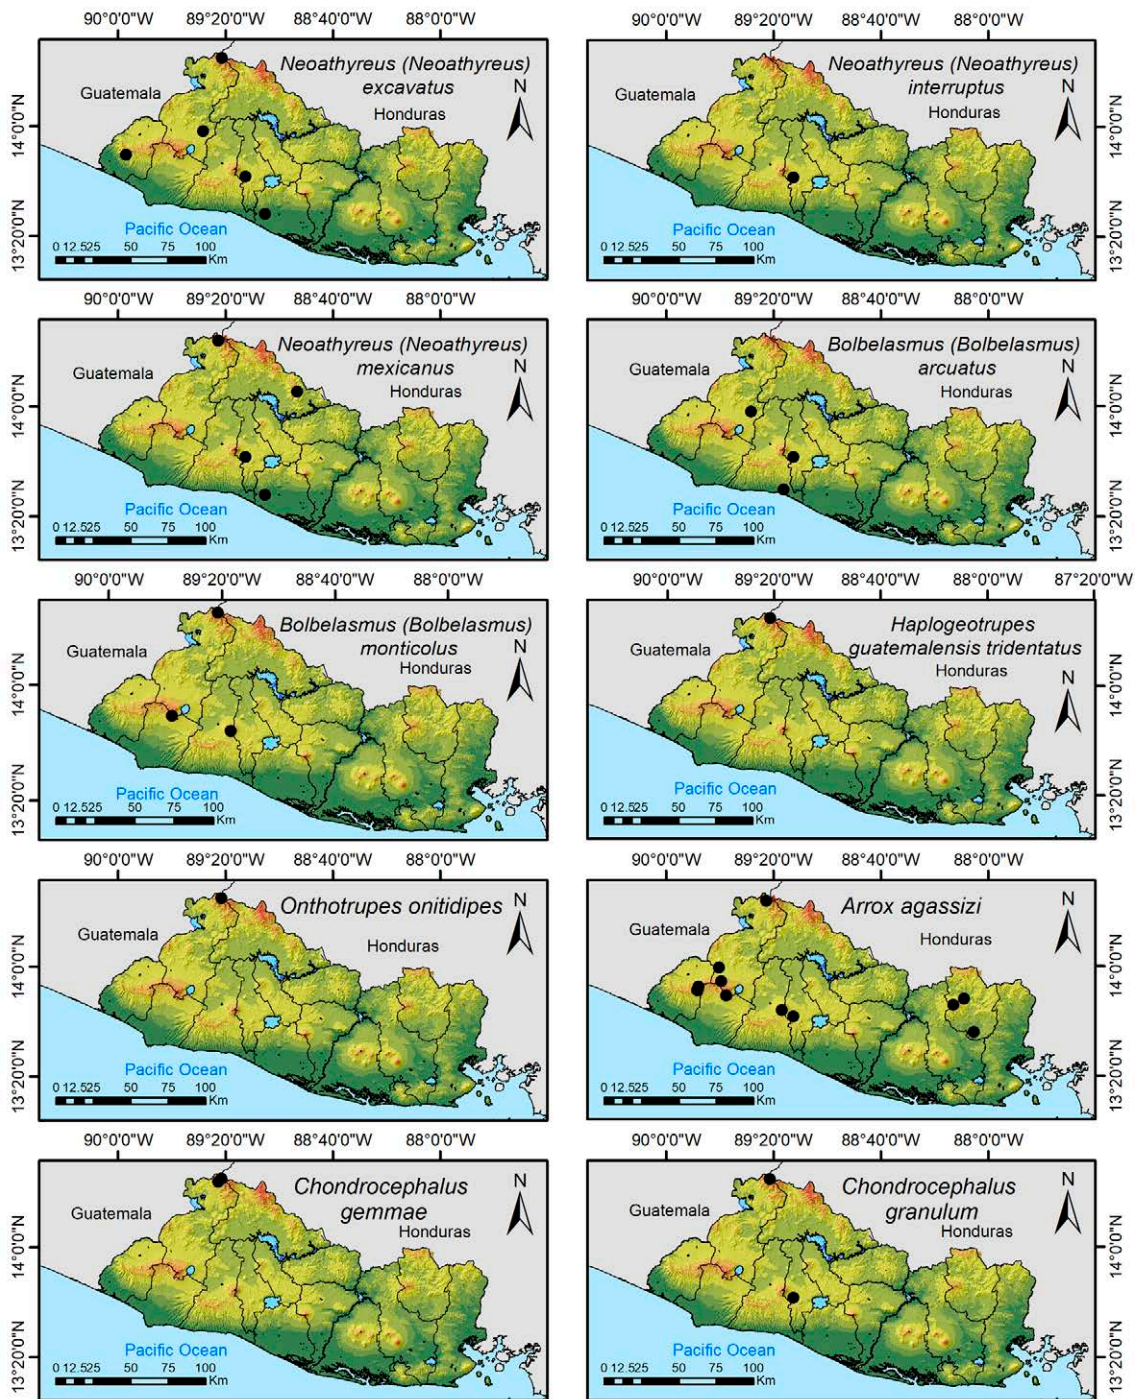 90°0'0"W 89°20'0"W 88°40'0"W 88°0'0"W
14°0'0"N
13°20'0"N
Neoathyreus (Neoathyreus)
excavatus
N
Guatemala
Honduras
Pacific Ocean
0 12.525 50 75 100
Km
90°0'0"W 89°20'0"W 88°40'0"W 88°0'0"W
14°0'0"N
13°20'0"N
Neoathyreus (Neoathyreus)
interruptus
N
Guatemala
Honduras
Pacific Ocean
0 12.525 50 75 100
Km
90°0'0"W 89°20'0"W 88°40'0"W 88°0'0"W
14°0'0"N
13°20'0"N
Neoathyreus (Neoathyreus)
mexicanus
N
Guatemala
Honduras
Pacific Ocean
0 12.525 50 75 100
Km
90°0'0"W 89°20'0"W 88°40'0"W 88°0'0"W
14°0'0"N
13°20'0"N
Bolbelasmus (Bolbelasmus)
arcuatus
N
Guatemala
Honduras
Pacific Ocean
0 12.525 50 75 100
Km
90°0'0"W 89°20'0"W 88°40'0"W 88°0'0"W
14°0'0"N
13°20'0"N
Bolbelasmus (Bolbelasmus)
monticolus
N
Guatemala
Honduras
Pacific Ocean
0 12.525 50 75 100
Km
90°0'0"W 89°20'0"W 88°40'0"W 88°0'0"W 87°20'0"W
14°0'0"N
13°20'0"N
Haplogeotrupes
guatemalensis tridentatus
N
Guatemala
Honduras
Pacific Ocean
0 12.525 50 75 100
Km
90°0'0"W 89°20'0"W 88°40'0"W 88°0'0"W
14°0'0"N
13°20'0"N
Onthotrupes onitidipes
N
Guatemala
Honduras
Pacific Ocean
0 12.525 50 75 100
Km
90°0'0"W 89°20'0"W 88°40'0"W 88°0'0"W
14°0'0"N
13°20'0"N
Arrox agassizi
N
Guatemala
Honduras
Pacific Ocean
0 12.525 50 75 100
Km
90°0'0"W 89°20'0"W 88°40'0"W 88°0'0"W
14°0'0"N
13°20'0"N
Chondrocephalus
gemmae
N
Guatemala
Honduras
Pacific Ocean
0 12.525 50 75 100
Km
90°0'0"W 89°20'0"W 88°40'0"W 88°0'0"W
14°0'0"N
13°20'0"N
Chondrocephalus
granulum
N
Guatemala
Honduras
Pacific Ocean
0 12.525 50 75 100
Km